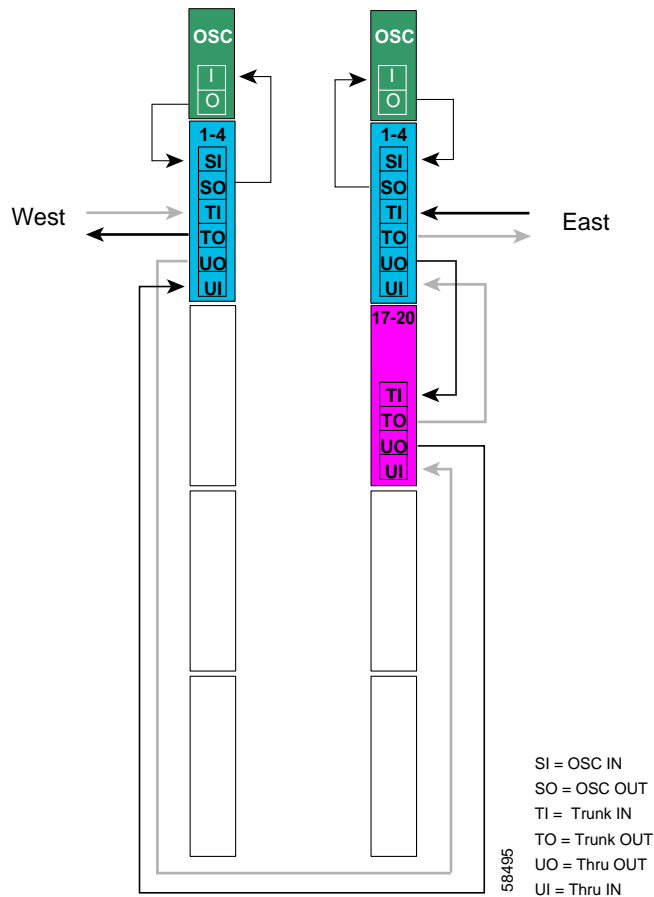 OSC
I
O
1-4
SI
SO
TI
TO
UO
UI
West
OSC
I
O
1-4
SI
SO
TI
TO
UO
UI
East
17-20
TI
TO
UO
UI
SI = OSC IN
SO = OSC OUT
TI = Trunk IN
TO = Trunk OUT
UO = Thru OUT
UI = Thru IN
58495